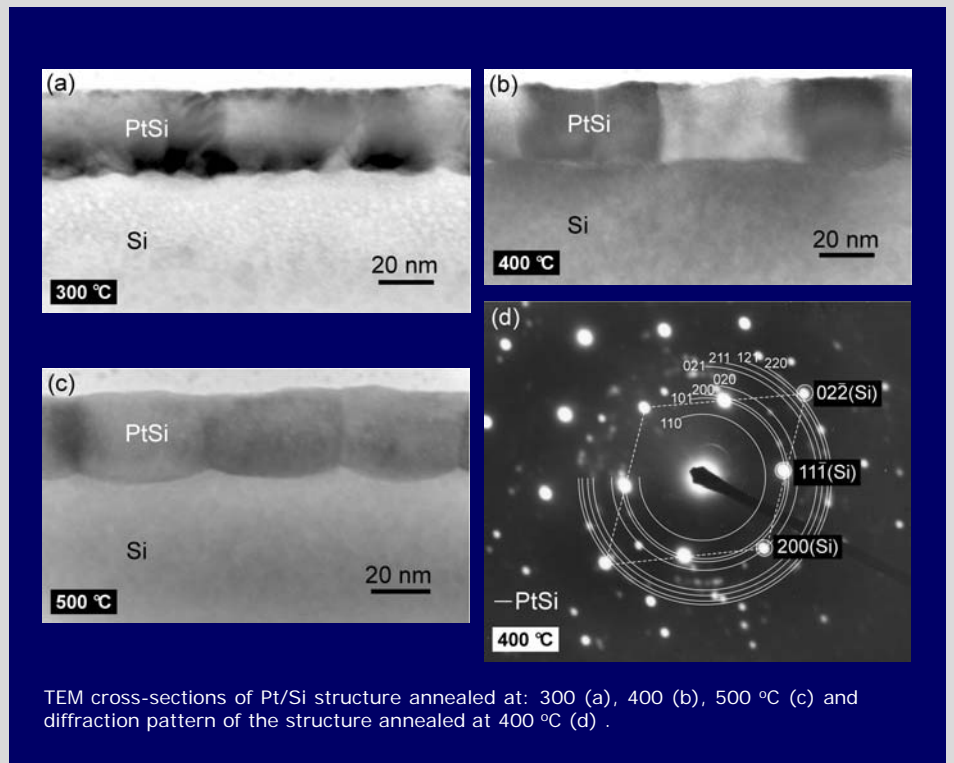 (a)
PtSi
Si
20 nm
300 °C
(b)
PtSi
Si
20 nm
400 °C
(c)
PtSi
Si
20 nm
500 °C
(d)
021 211 121 220
101 200 020
110
022̄(Si)
111̄(Si)
200(Si)
—PtSi
400 °C
TEM cross-sections of Pt/Si structure annealed at: 300 (a), 400 (b), 500 °C (c) and
diffraction pattern of the structure annealed at 400 °C (d) .